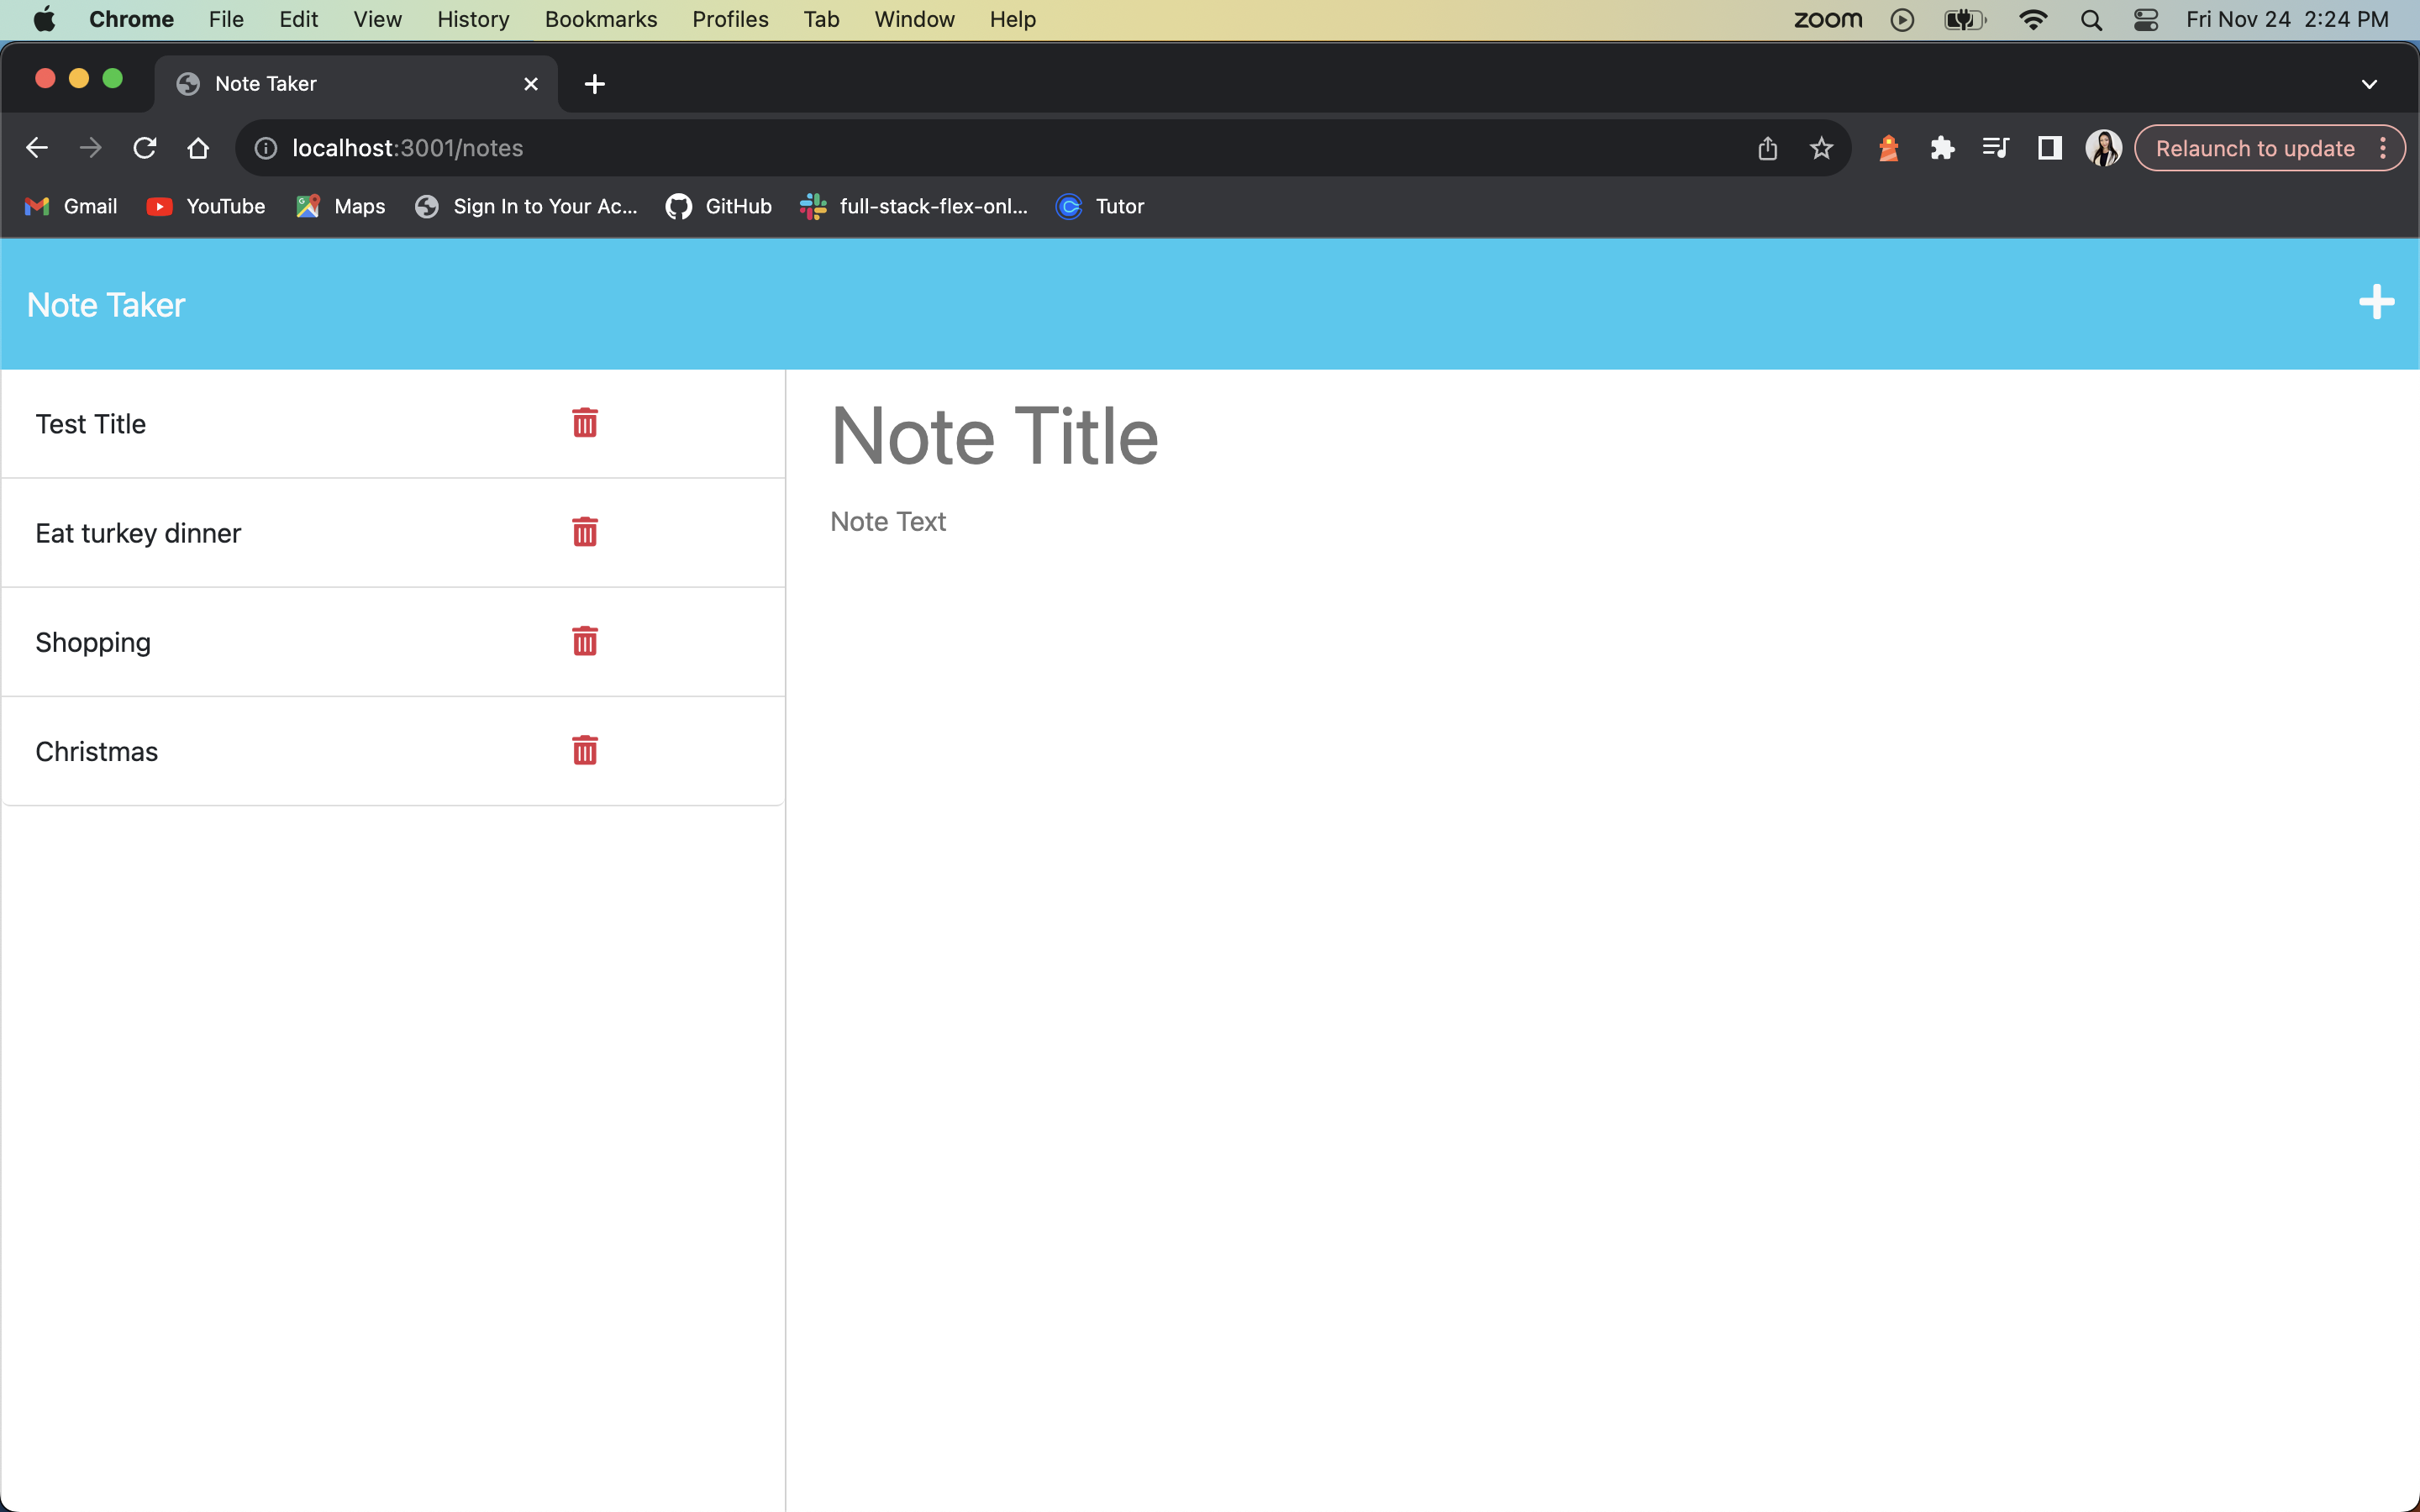 Chrome File Edit View History Bookmarks Profiles Tab Window Help zoom Fri Nov 24 2:24 PM
Note Taker
localhost:3001/notes Relaunch to update
Gmail YouTube Maps Sign In to Your Ac... GitHub full-stack-flex-onl... Tutor
Note Taker
Test Title
Eat turkey dinner
Shopping
Christmas
Note Title
Note Text